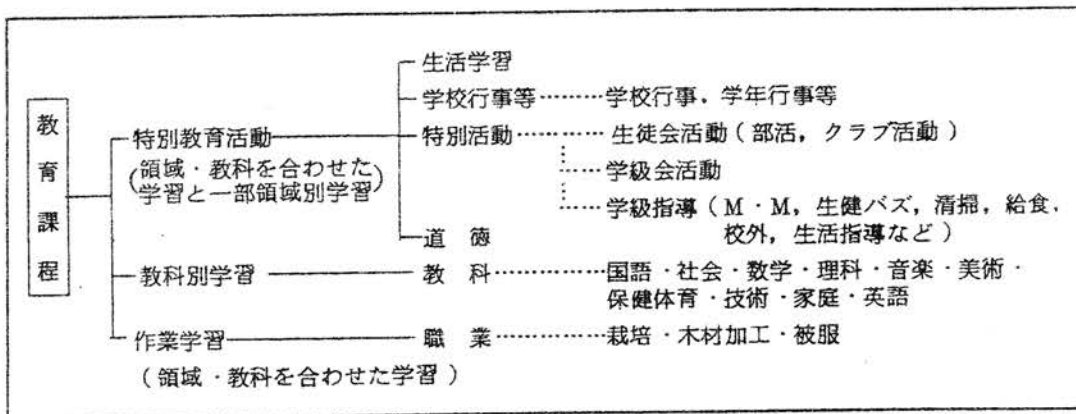 教育課程
生活学習
学校行事等………学校行事．学年行事等
特別教育活動
特別活動………生徒会活動（部活，クラブ活動）
（領域・教科を合わせた
学習と一部領域別学習）
学級会活動
学級指導（M・M，生健バズ，清掃，給食．
校外，生活指導など）
道　徳
教科別学習
教　科…………国語・社会・数学・理科・音楽・美術・
保健体育・技術・家庭・英語
作業学習
職　業…………栽培・木材加工・被服
（領域・教科を合わせた学習）